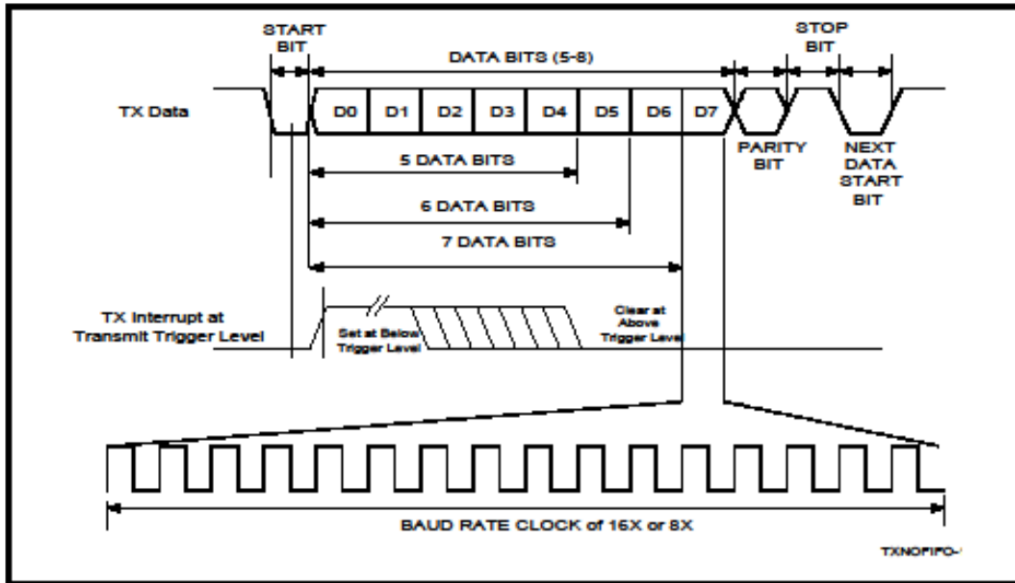 START
BIT
DATA BITS (5-8)
STOP
BIT
TX Data
D0 D1 D2 D3 D4 D5 D6 D7
PARITY
BIT
NEXT
DATA
START
BIT
5 DATA BITS
6 DATA BITS
7 DATA BITS
TX Interrupt at
Transmit Trigger Level
Set at Below
Trigger Level
Clear at
Above
Trigger Level
BAUD RATE CLOCK of 16X or 8X